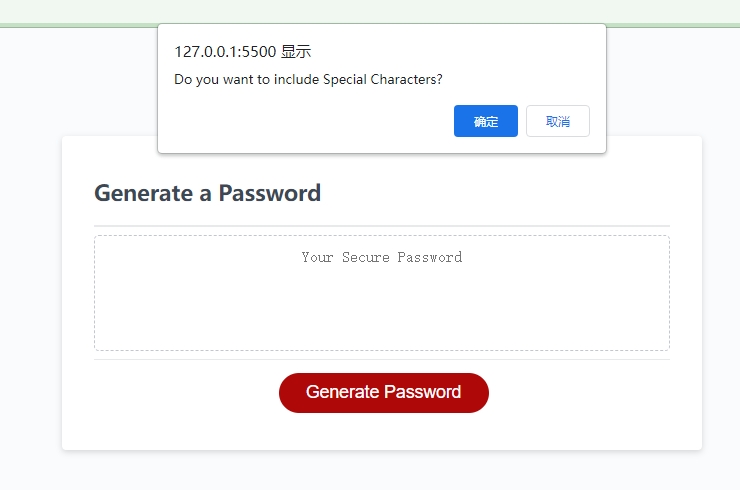 127.0.0.1:5500 显示
Do you want to include Special Characters?
确定 取消
Generate a Password
Your Secure Password
Generate Password